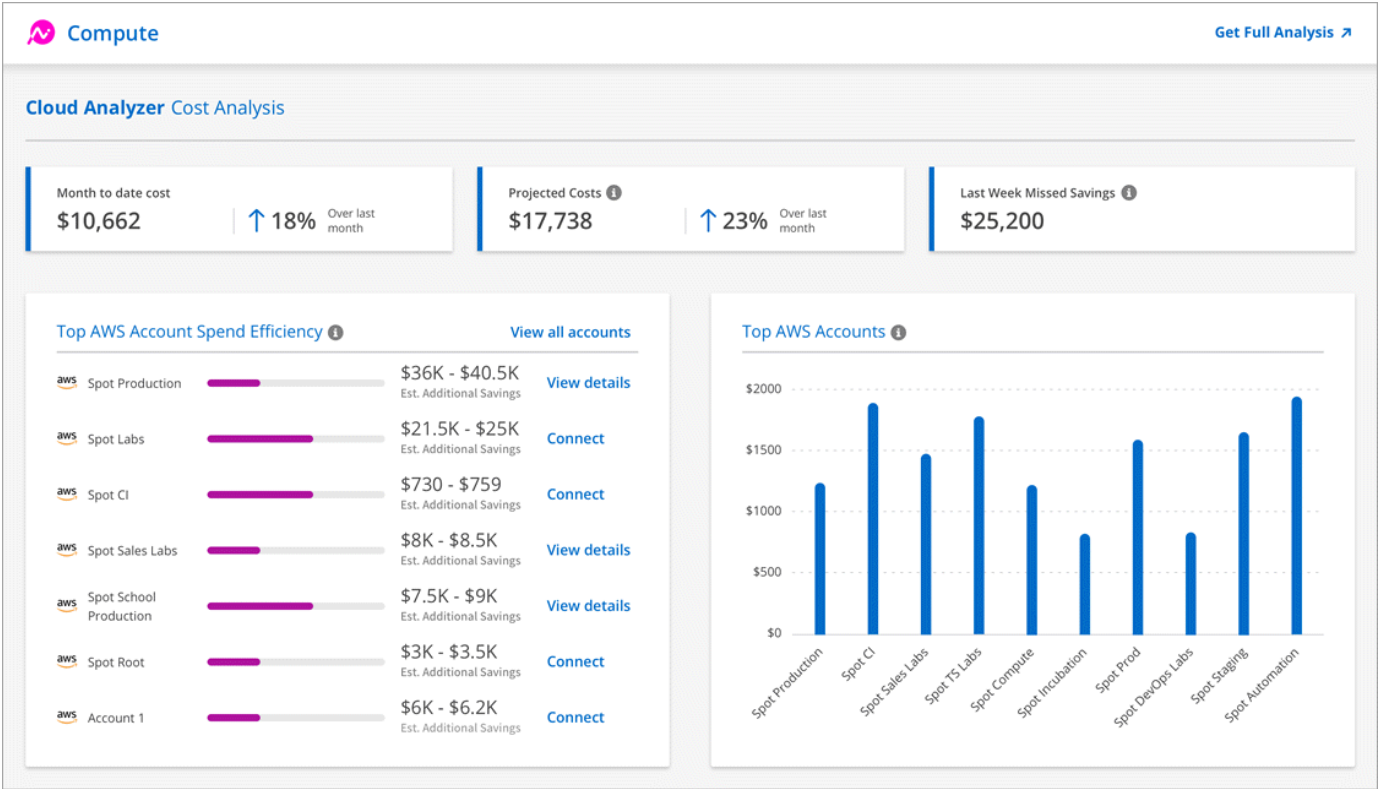 Compute
Get Full Analysis ↗
Cloud Analyzer Cost Analysis
Month to date cost
$10,662
↑ 18%
Over last
month
Projected Costs
$17,738
↑ 23%
Over last
month
Last Week Missed Savings
$25,200
Top AWS Account Spend Efficiency
View all accounts
aws Spot Production
$36K - $40.5K
Est. Additional Savings
View details
aws Spot Labs
$21.5K - $25K
Est. Additional Savings
Connect
aws Spot CI
$730 - $759
Est. Additional Savings
Connect
aws Spot Sales Labs
$8K - $8.5K
Est. Additional Savings
View details
aws Spot School
Production
$7.5K - $9K
Est. Additional Savings
View details
aws Spot Root
$3K - $3.5K
Est. Additional Savings
Connect
aws Account 1
$6K - $6.2K
Est. Additional Savings
Connect
Top AWS Accounts
$2000
$1500
$1000
$500
$0
Spot Production
Spot CI
Spot Sales Labs
Spot TS Labs
Spot Compute
Spot Incubation
Spot Prod
Spot DevOps Labs
Spot Staging
Spot Automation